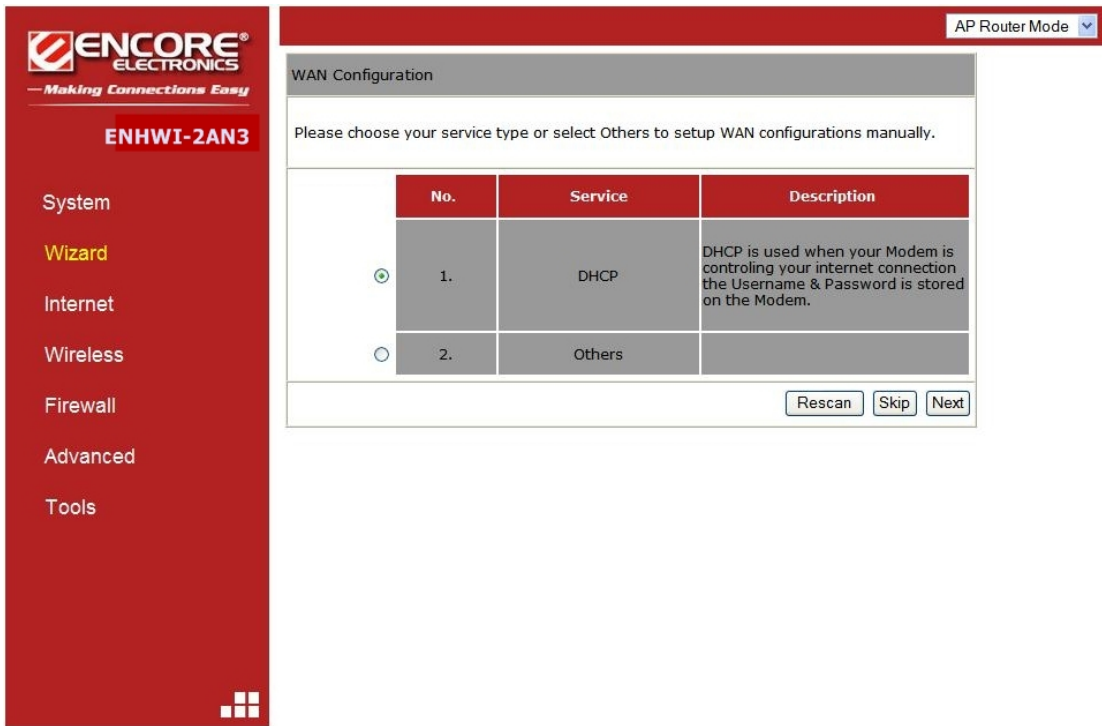 AP Router Mode
ENCORE®
ELECTRONICS
—Making Connections Easy
ENHWI-2AN3
System
Wizard
Internet
Wireless
Firewall
Advanced
Tools
WAN Configuration
Please choose your service type or select Others to setup WAN configurations manually.
No. Service Description
1. DHCP DHCP is used when your Modem is
controling your internet connection
the Username & Password is stored
on the Modem.
2. Others
Rescan Skip Next